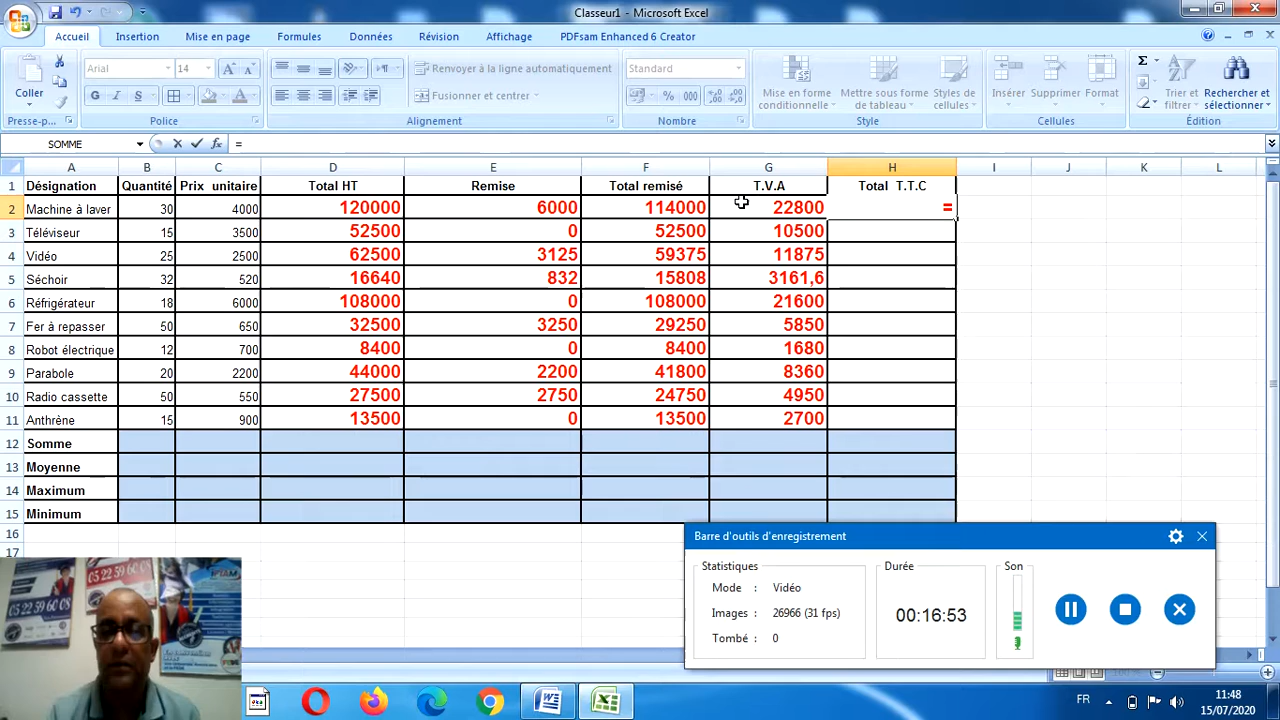 Classeur1 - Microsoft Excel
Accueil Insertion Mise en page Formules Données Révision Affichage PDFsam Enhanced 6 Creator
Coller
Arial 14
Renvoyer à la ligne automatiquement
Standard
Mise en forme conditionnelle
Mettre sous forme de tableau
Styles de cellules
Insérer Supprimer Format
Trier et filtrer
Rechercher et sélectionner
G I S
Fusionner et centrer
% 000
Presse-p... Police Alignement Nombre Style Cellules Édition
SOMME =
A B C D E F G H I J K L
1 Désignation Quantité Prix unitaire Total HT Remise Total remisé T.V.A Total T.T.C
2 Machine à laver 30 4000 120000 6000 114000 22800 =
3 Téléviseur 15 3500 52500 0 52500 10500
4 Vidéo 25 2500 62500 3125 59375 11875
5 Séchoir 32 520 16640 832 15808 3161,6
6 Réfrigérateur 18 6000 108000 0 108000 21600
7 Fer à repasser 50 650 32500 3250 29250 5850
8 Robot électrique 12 700 8400 0 8400 1680
9 Parabole 20 2200 44000 2200 41800 8360
10 Radio cassette 50 550 27500 2750 24750 4950
11 Anthrène 15 900 13500 0 13500 2700
12 Somme
13 Moyenne
14 Maximum
15 Minimum
16
17
Barre d'outils d'enregistrement
Statistiques Durée Son
Mode : Vidéo
Images : 26966 (31 fps)
Tombé : 0
00:16:53
05 22 59 60 08
FR
11:48
15/07/2020